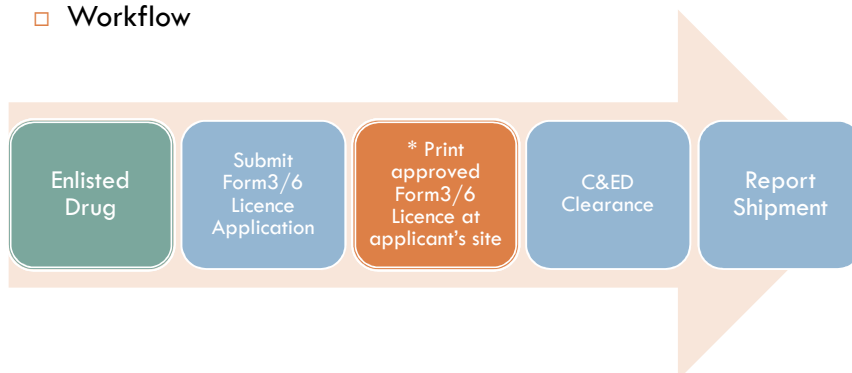 Workflow
Enlisted
Drug
Submit
Form3/6
Licence
Application
* Print
approved
Form3/6
Licence at
applicant's site
C&ED
Clearance
Report
Shipment